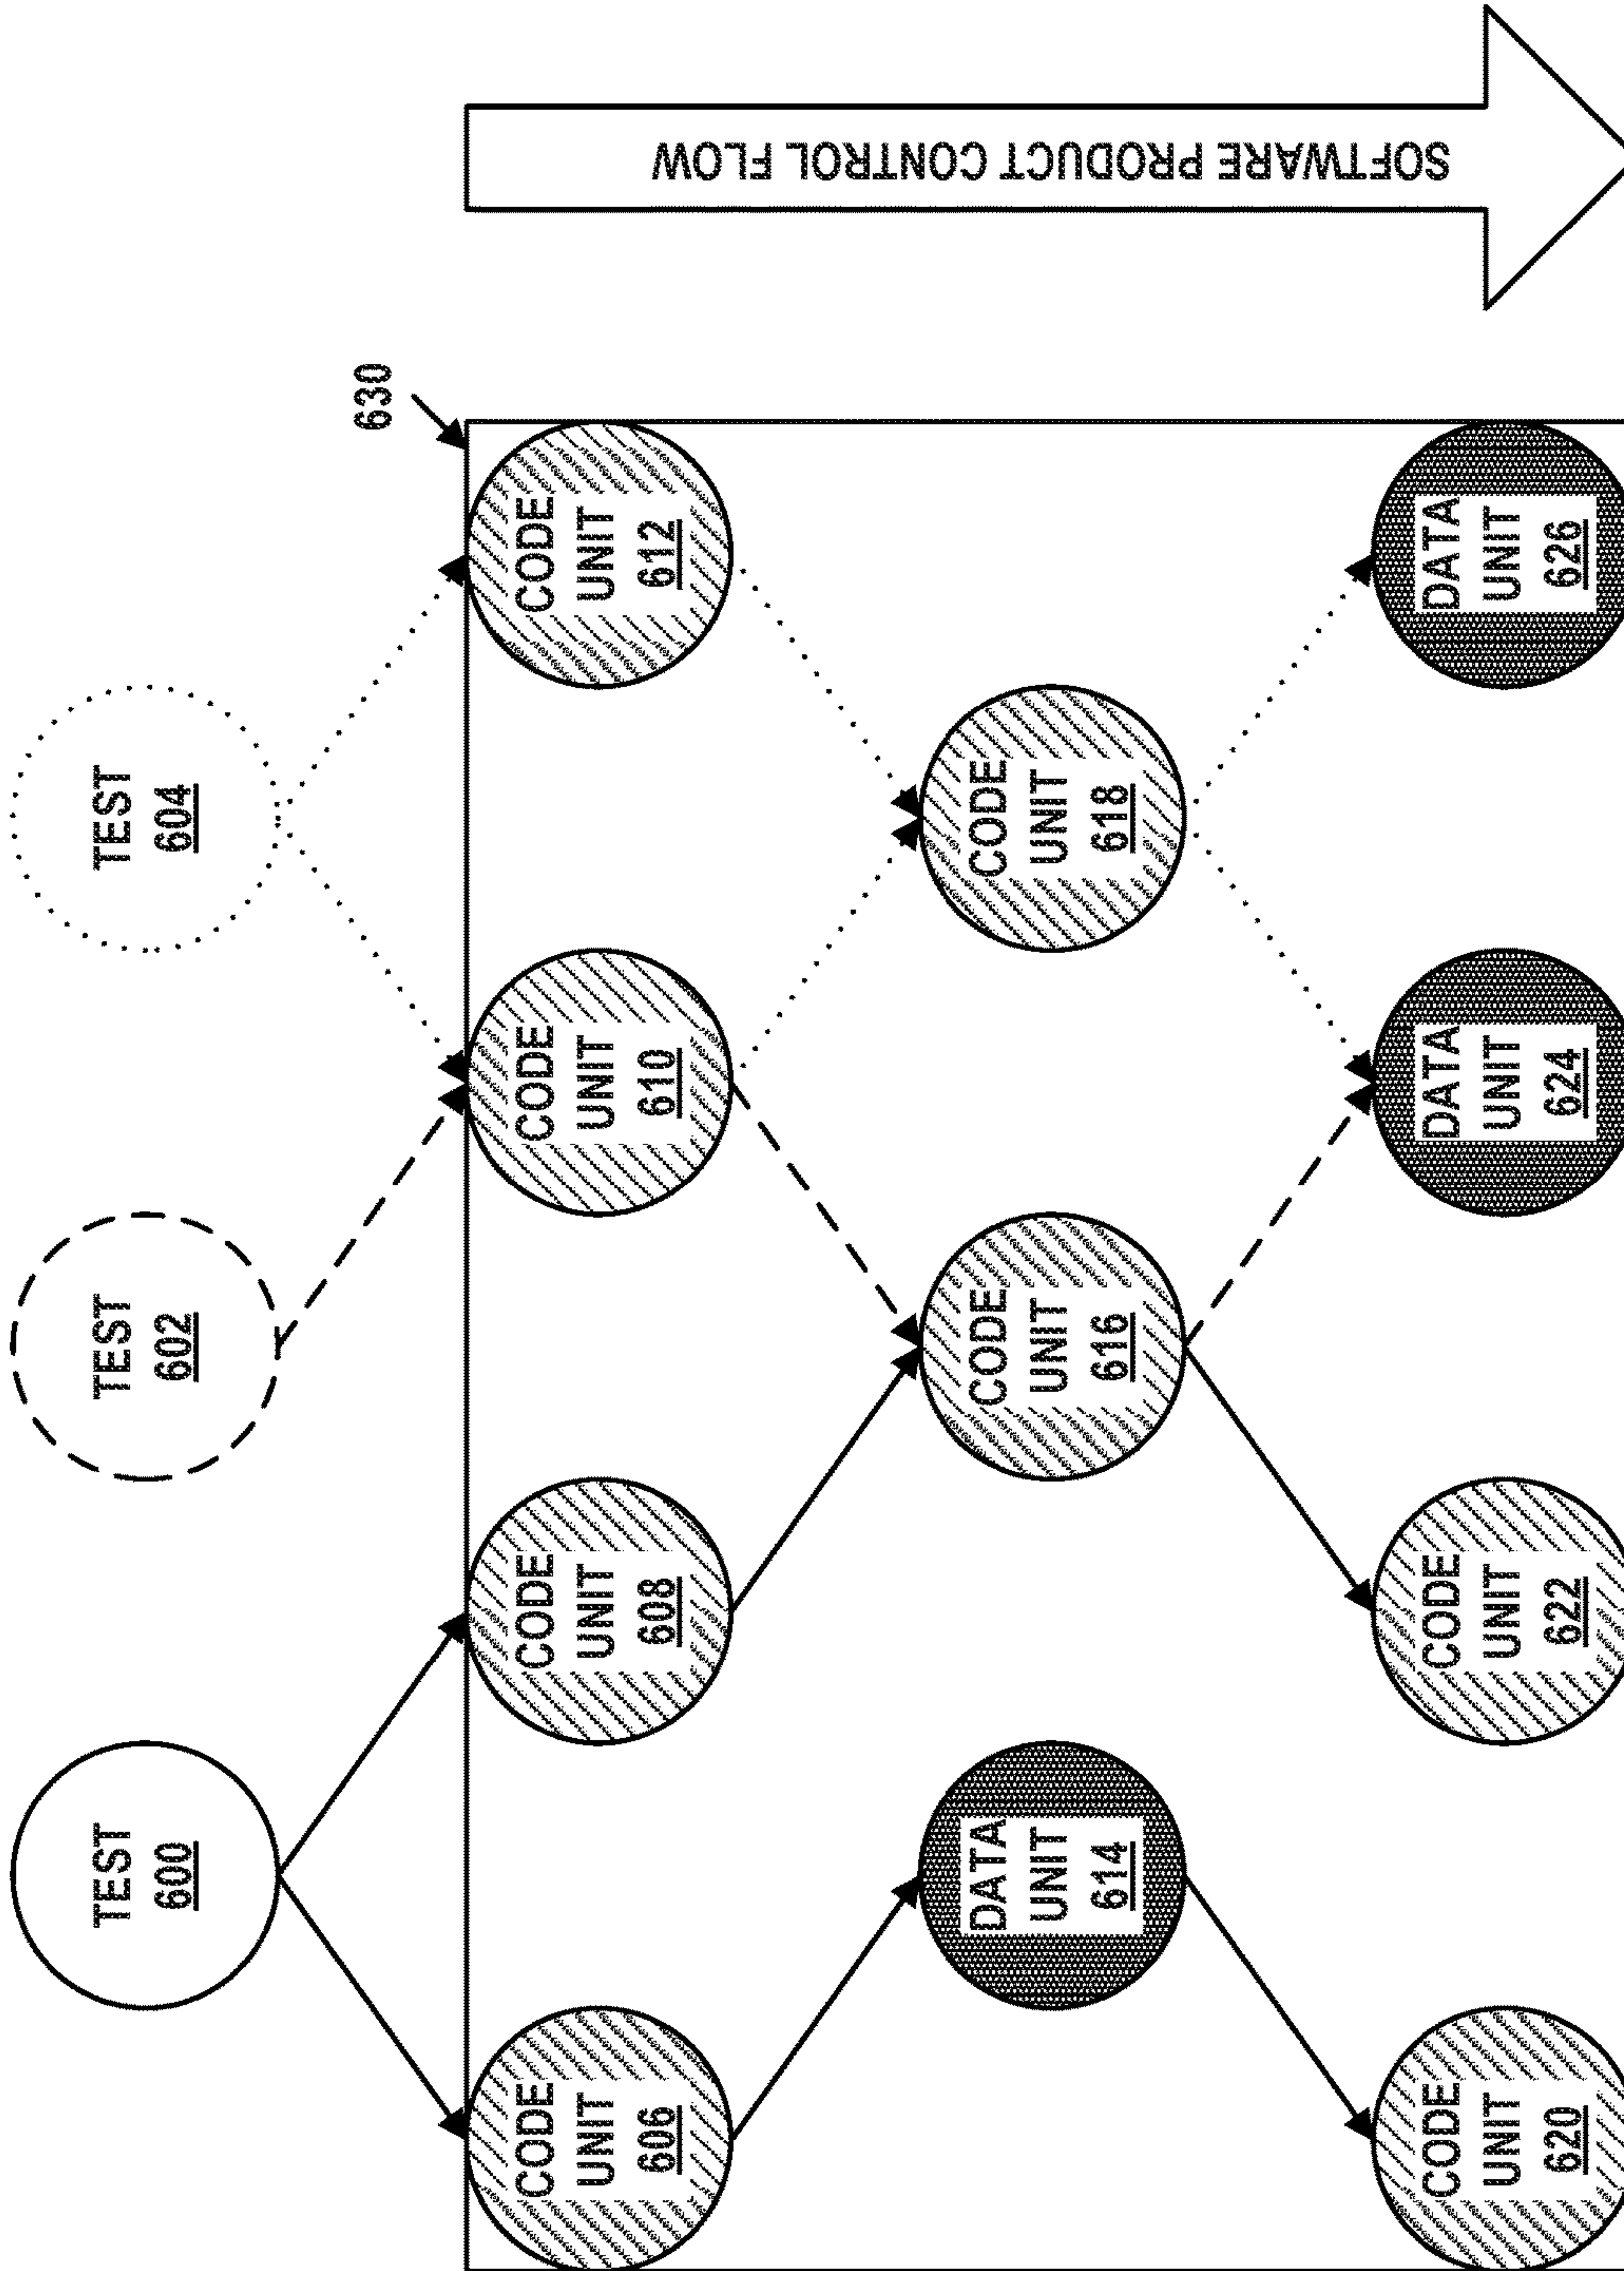 TEST
600
TEST
602
TEST
604
630
CODE
UNIT
606
CODE
UNIT
608
CODE
UNIT
610
CODE
UNIT
612
DATA
UNIT
614
CODE
UNIT
616
CODE
UNIT
618
CODE
UNIT
620
CODE
UNIT
622
DATA
UNIT
624
DATA
UNIT
626
SOFTWARE PRODUCT CONTROL FLOW